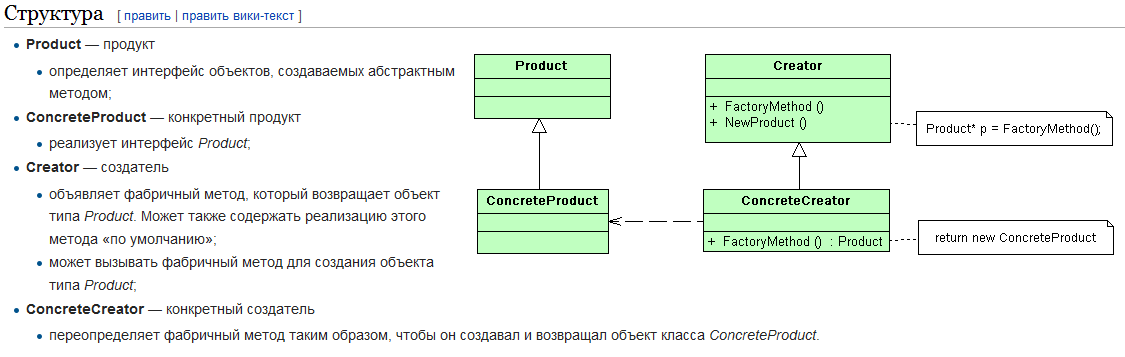 Структура [ править | править вики-текст ]
Product — продукт
определяет интерфейс объектов, создаваемых абстрактным
методом;
ConcreteProduct — конкретный продукт
реализует интерфейс Product;
Creator — создатель
объявляет фабричный метод, который возвращает объект
типа Product. Может также содержать реализацию этого
метода «по умолчанию»;
может вызывать фабричный метод для создания объекта
типа Product;
ConcreteCreator — конкретный создатель
переопределяет фабричный метод таким образом, чтобы он создавал и возвращал объект класса ConcreteProduct.
Product
Creator
+ FactoryMethod ()
+ NewProduct ()
Product* p = FactoryMethod();
ConcreteProduct
ConcreteCreator
+ FactoryMethod () : Product
return new ConcreteProduct